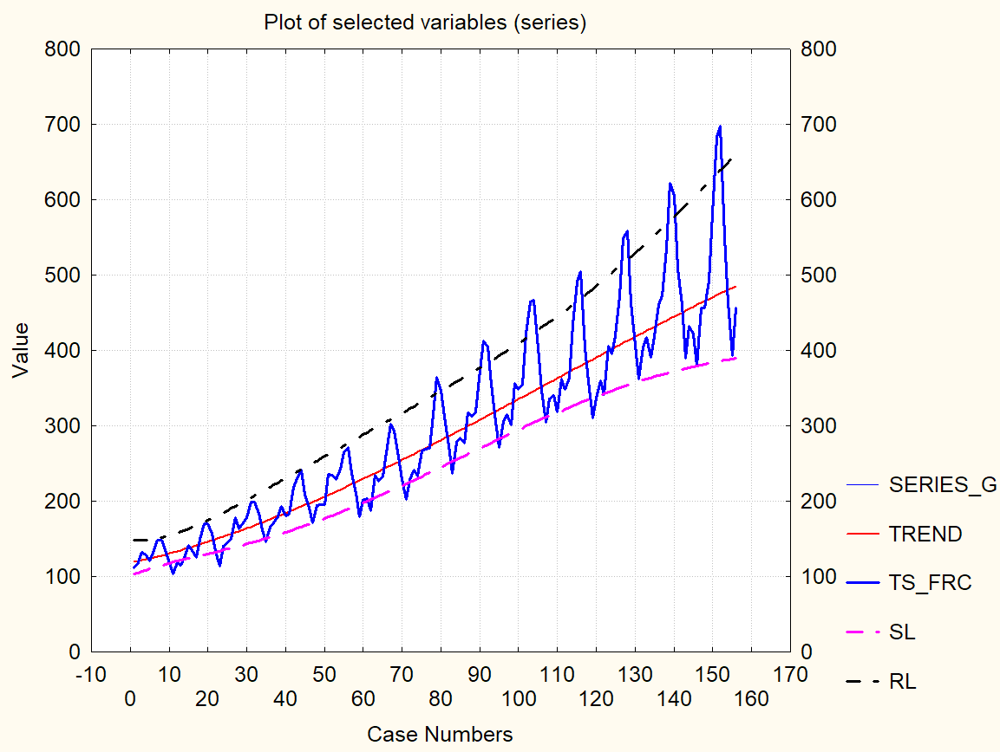 Plot of selected variables (series)
800 800
700 700
600 600
500 500
400 400
300 300
200 200
100 100
0 0
Value
-10 10 30 50 70 90 110 130 150 170
0 20 40 60 80 100 120 140 160
Case Numbers
SERIES_G
TREND
TS_FRC
SL
RL